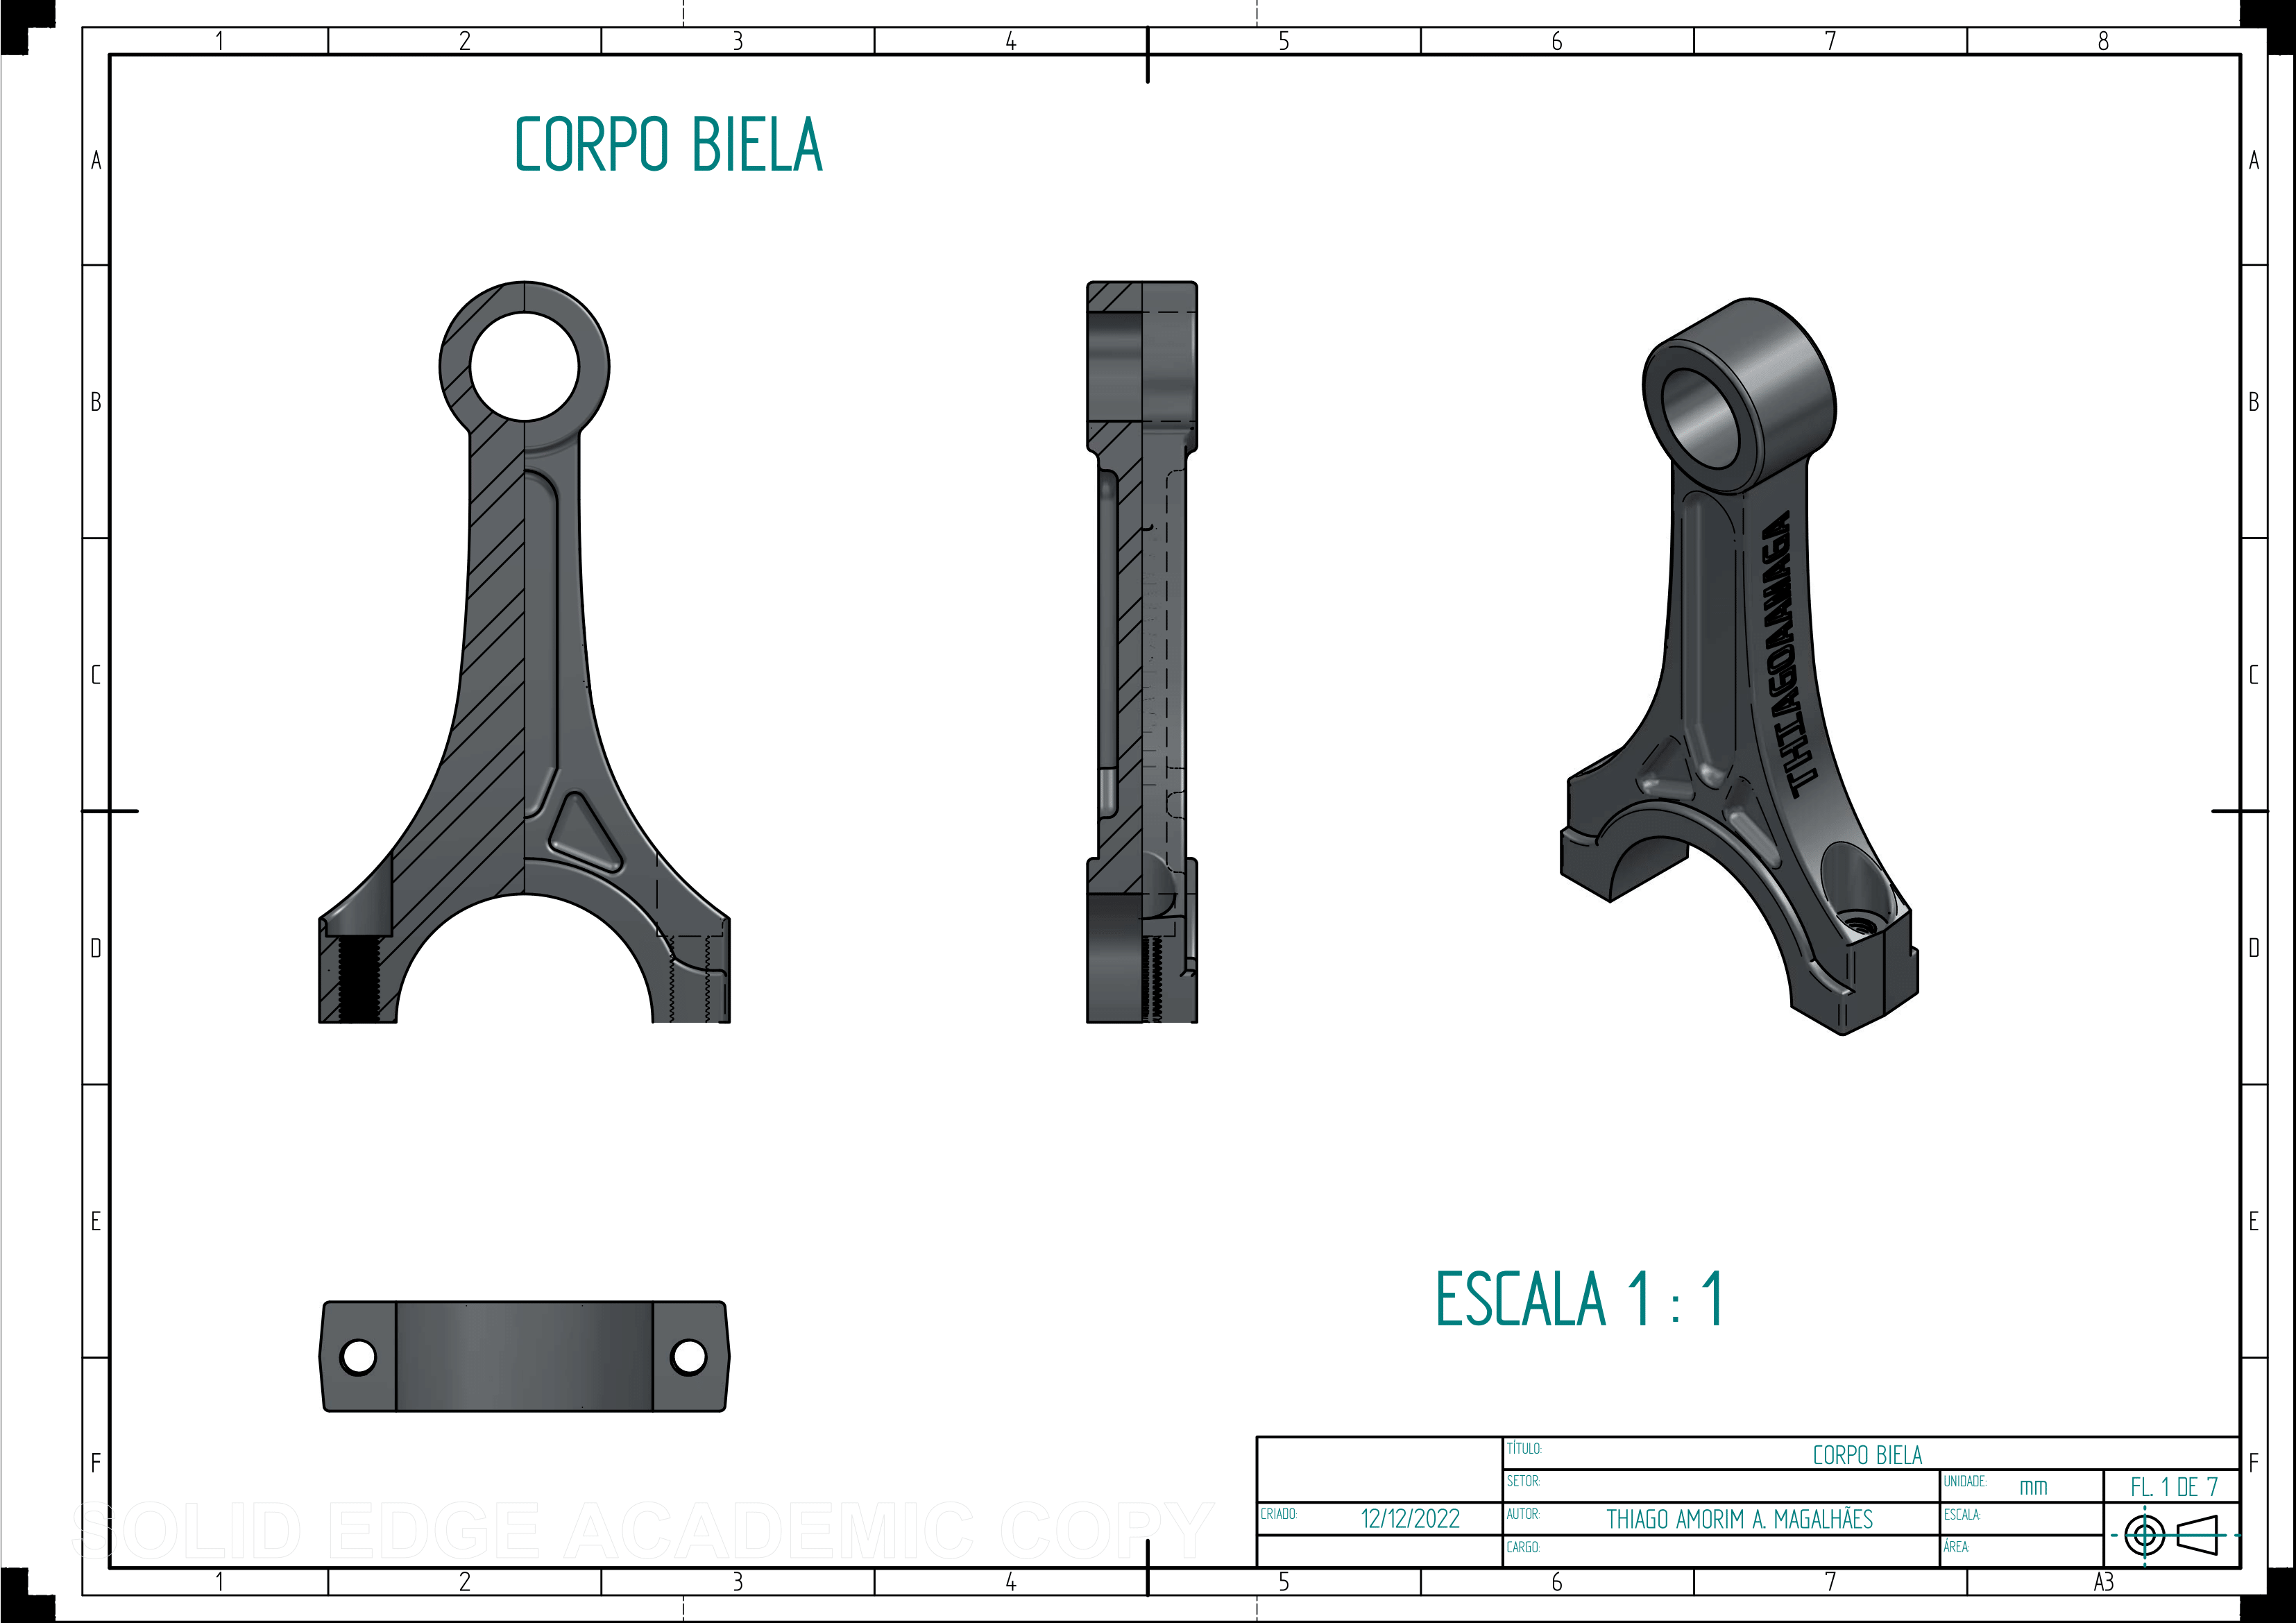 1 2 3 4 5 6 7 8
CORPO BIELA
A A
B B
THIAGOAMAGA
C C
D D
E E
ESCALA 1 : 1
F F
TÍTULO: CORPO BIELA
SETOR: UNIDADE: mm FL. 1 DE 7
CRIADO: 12/12/2022 AUTOR: THIAGO AMORIM A. MAGALHÃES ESCALA:
CARGO: ÁREA:
SOLID EDGE ACADEMIC COPY
1 2 3 4 5 6 7 A3